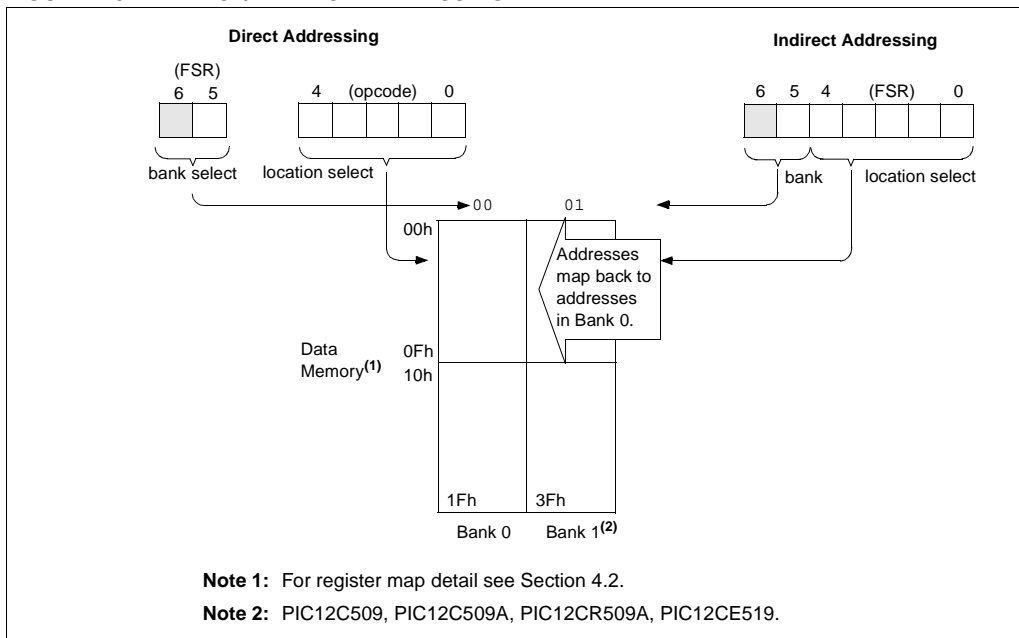 Direct Addressing
(FSR)
6 5
4 (opcode) 0
bank select
location select
Indirect Addressing
6 5 4 (FSR) 0
bank
location select
00 01
00h
Addresses
map back to
addresses
in Bank 0.
Data
Memory(1)
0Fh
10h
1Fh
3Fh
Bank 0
Bank 1(2)
Note 1: For register map detail see Section 4.2.
Note 2: PIC12C509, PIC12C509A, PIC12CR509A, PIC12CE519.